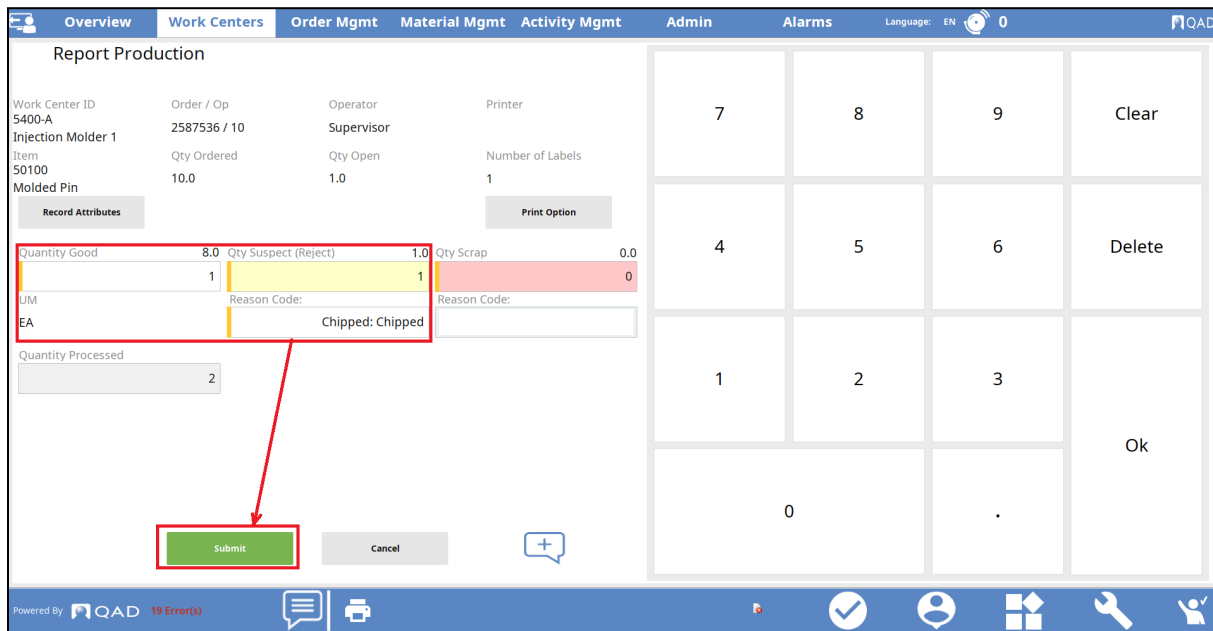 Overview Work Centers Order Mgmt Material Mgmt Activity Mgmt Admin Alarms Language: EN 0 QAD
Report Production
Work Center ID Order / Op Operator Printer
5400-A 2587536 / 10 Supervisor
Injection Molder 1
Item Qty Ordered Qty Open Number of Labels
50100 10.0 1.0 1
Molded Pin
Record Attributes Print Option
Quantity Good 8.0 Qty Suspect (Reject) 1.0 Qty Scrap 0.0
1 1 0
UM Reason Code: Reason Code:
EA Chipped: Chipped
Quantity Processed
2
Submit Cancel
7 8 9 Clear
4 5 6 Delete
1 2 3
Ok
0 .
Powered By QAD 19 Error(s)